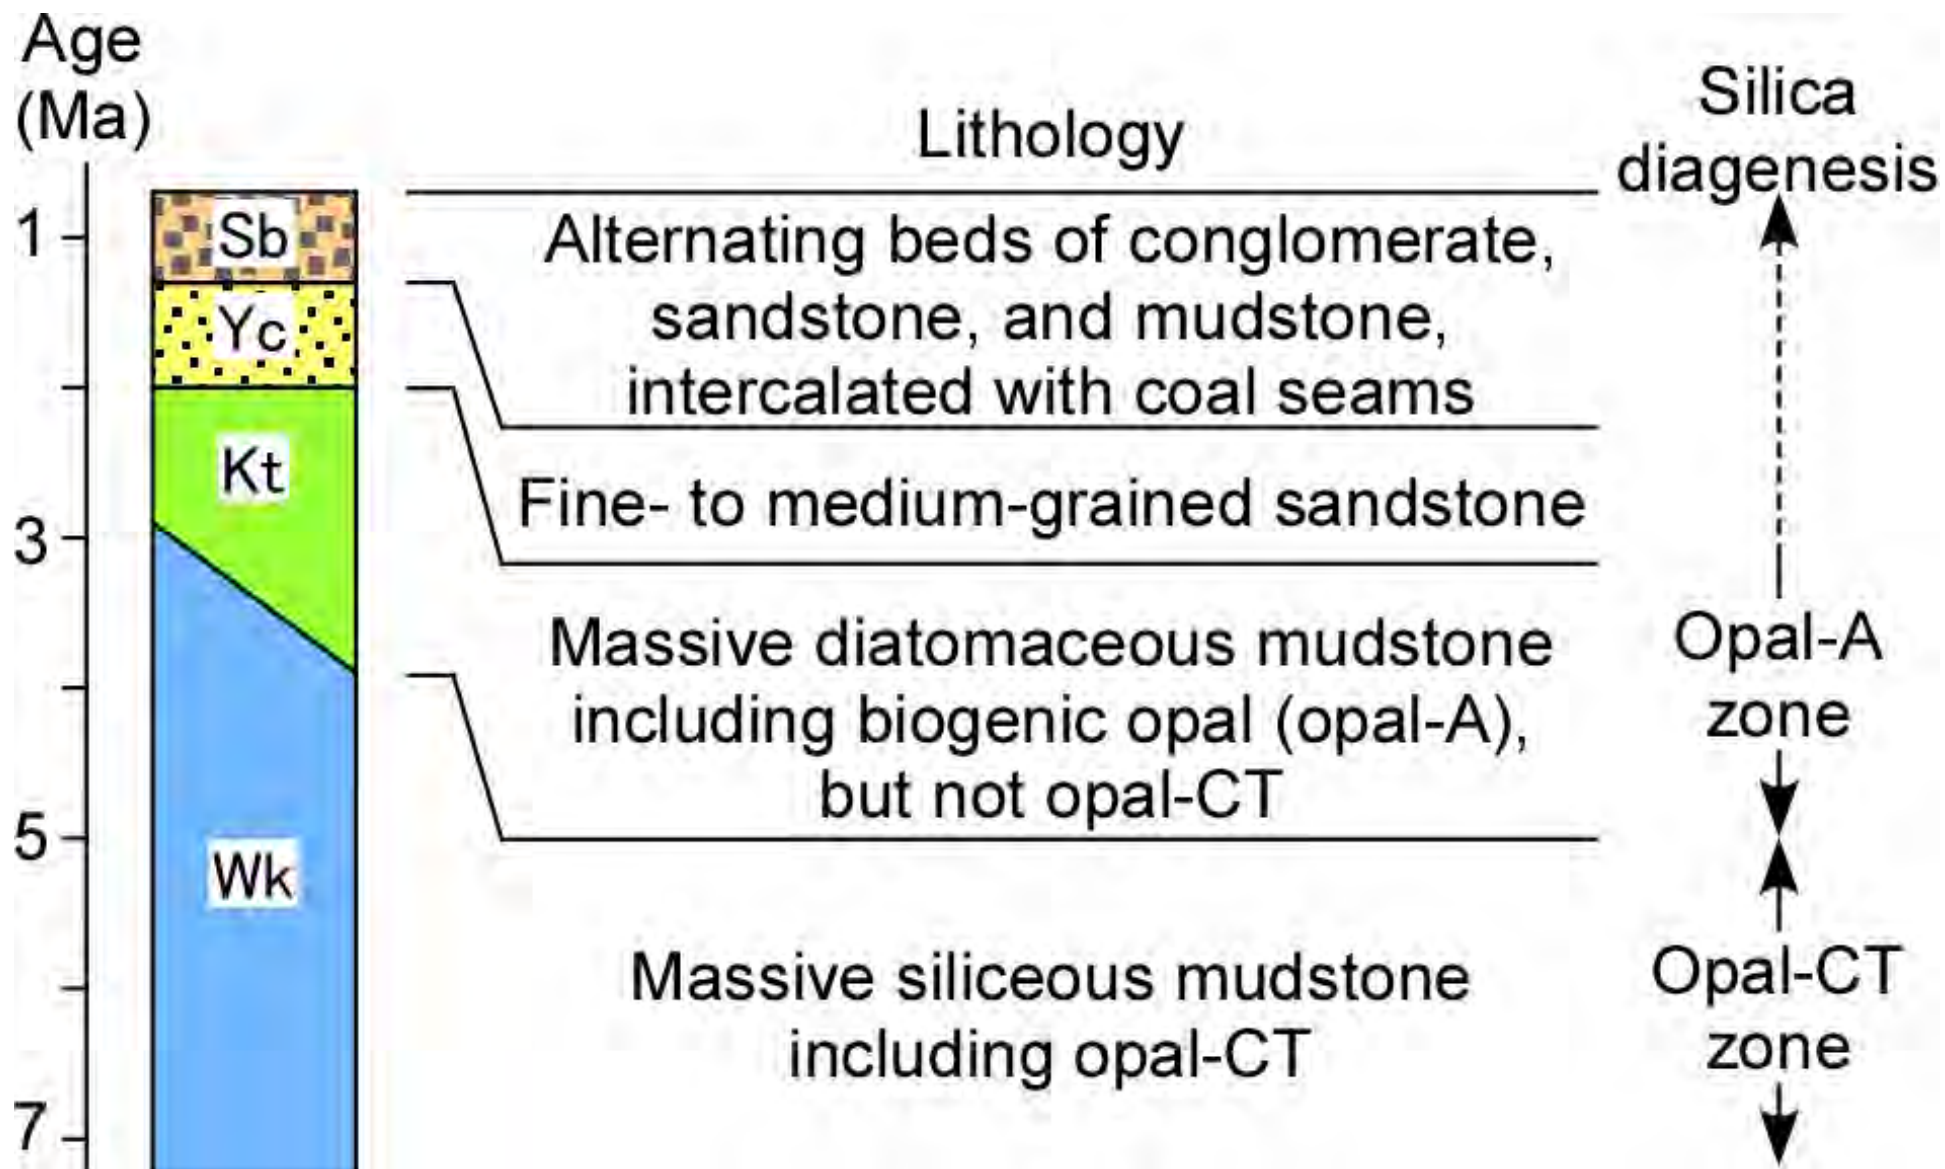 Age
(Ma)
Lithology
Silica
diagenesis
1
3
5
7
Sb
Yc
Kt
Wk
Alternating beds of conglomerate,
sandstone, and mudstone,
intercalated with coal seams
Fine- to medium-grained sandstone
Massive diatomaceous mudstone
including biogenic opal (opal-A),
but not opal-CT
Massive siliceous mudstone
including opal-CT
Opal-A
zone
Opal-CT
zone